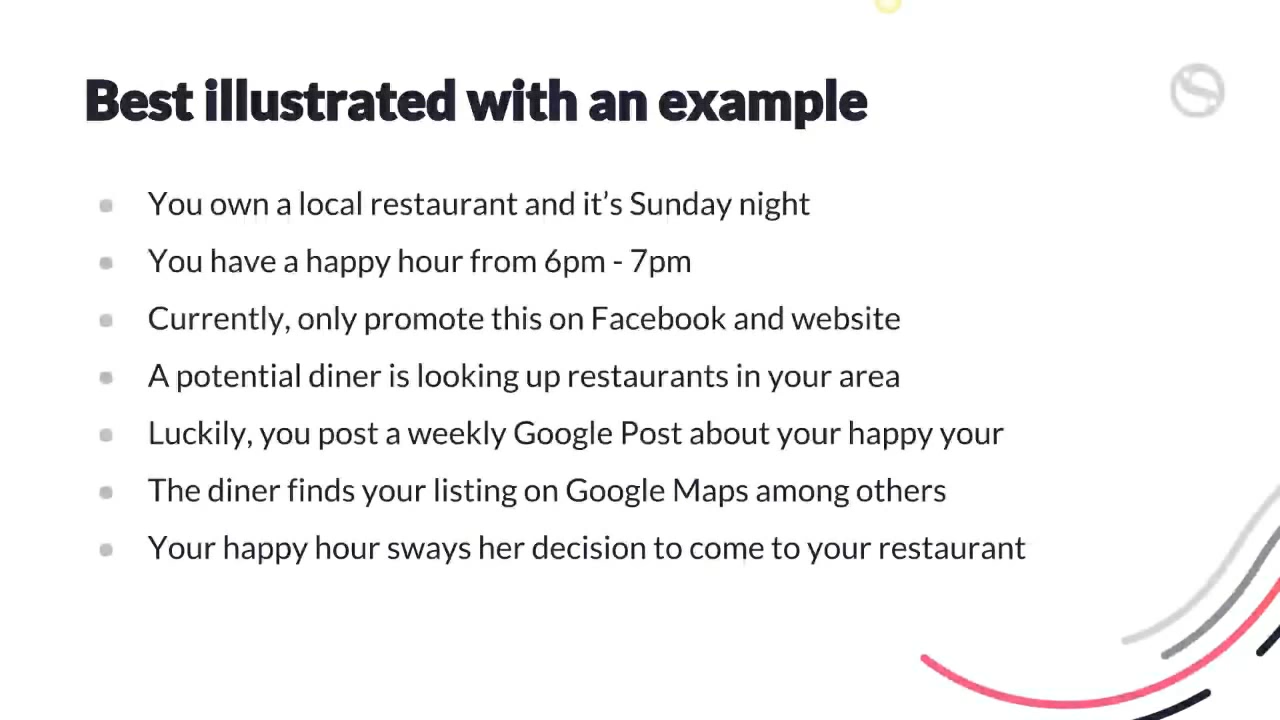 Best illustrated with an example
You own a local restaurant and it’s Sunday night
You have a happy hour from 6pm - 7pm
Currently, only promote this on Facebook and website
A potential diner is looking up restaurants in your area
Luckily, you post a weekly Google Post about your happy your
The diner finds your listing on Google Maps among others
Your happy hour sways her decision to come to your restaurant